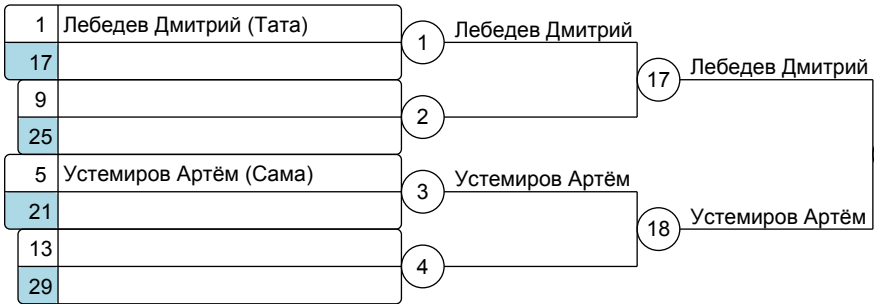 1 Лебедев Дмитрий (Тата)
17
1 Лебедев Дмитрий
17 Лебедев Дмитрий
9
25
2
5 Устемиров Артём (Сама)
21
3 Устемиров Артём
18 Устемиров Артём
13
29
4